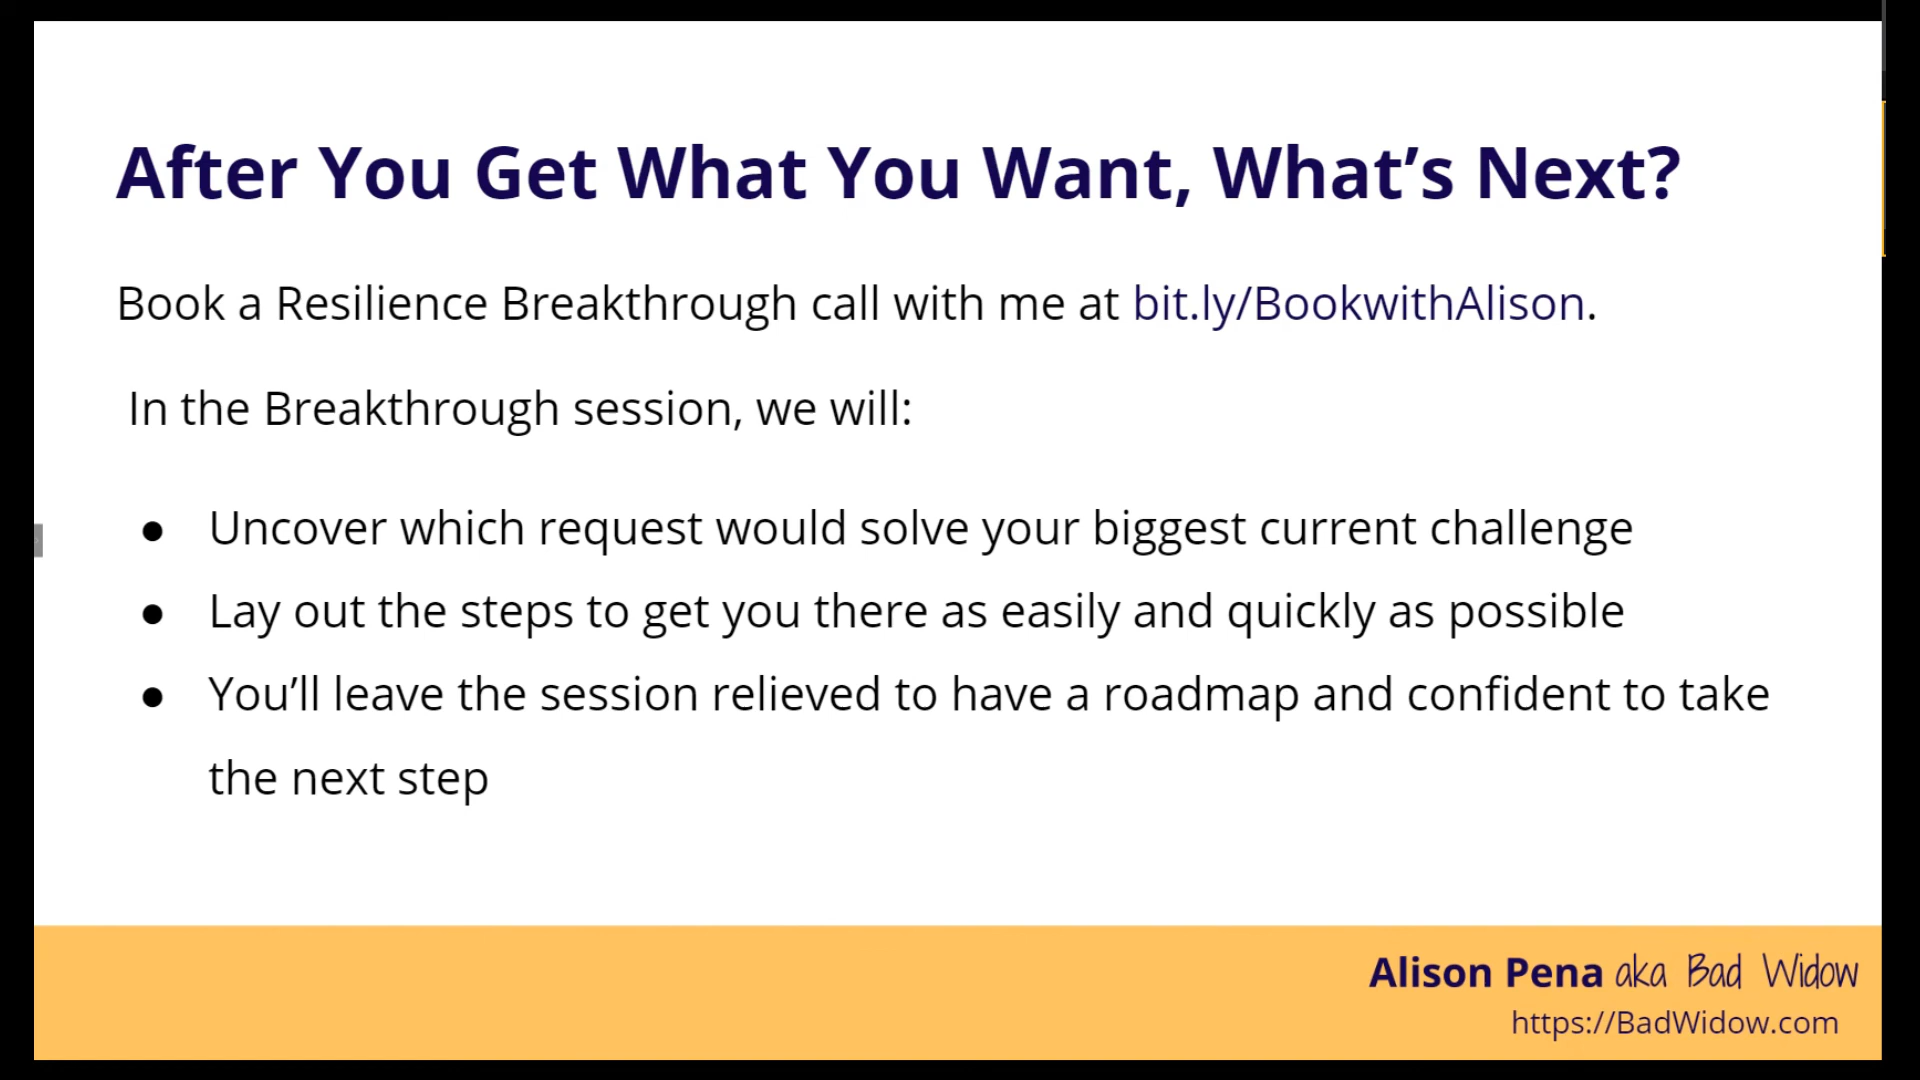 After You Get What You Want, What’s Next?
Book a Resilience Breakthrough call with me at bit.ly/BookwithAlison.
In the Breakthrough session, we will:
● Uncover which request would solve your biggest current challenge
● Lay out the steps to get you there as easily and quickly as possible
● You’ll leave the session relieved to have a roadmap and confident to take
the next step
Alison Pena aka Bad Widow
https://BadWidow.com